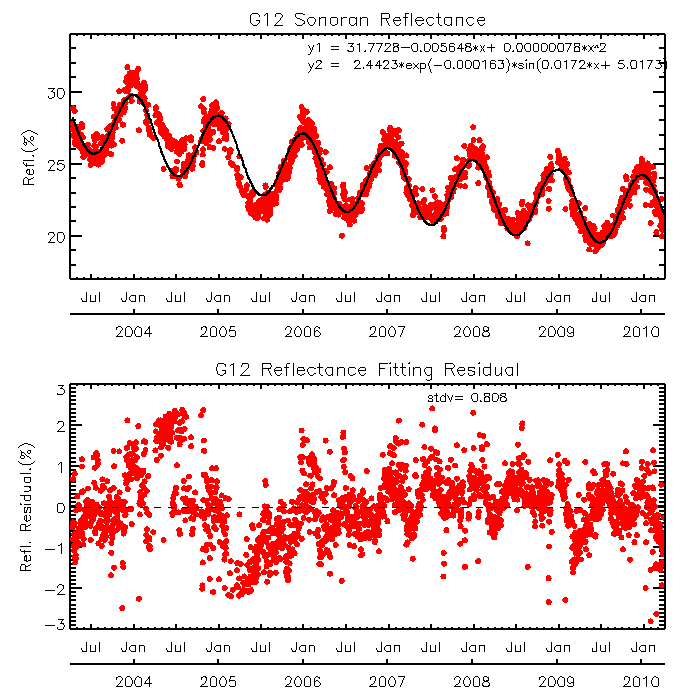 G12 Sonoran Reflectance
y1 = 31.7728-0.005648*x+ 0.00000078*x^2
y2 = 2.4423*exp(-0.000163)*sin(0.0172*x+ 5.0173)
30
25
20
Refl.(%)
Jul Jan Jul Jan Jul Jan Jul Jan Jul Jan Jul Jan Jul Jan
2004 2005 2006 2007 2008 2009 2010
G12 Reflectance Fitting Residual
stdv= 0.808
3
2
1
0
-1
-2
-3
Refl. Residual.(%)
Jul Jan Jul Jan Jul Jan Jul Jan Jul Jan Jul Jan Jul Jan
2004 2005 2006 2007 2008 2009 2010